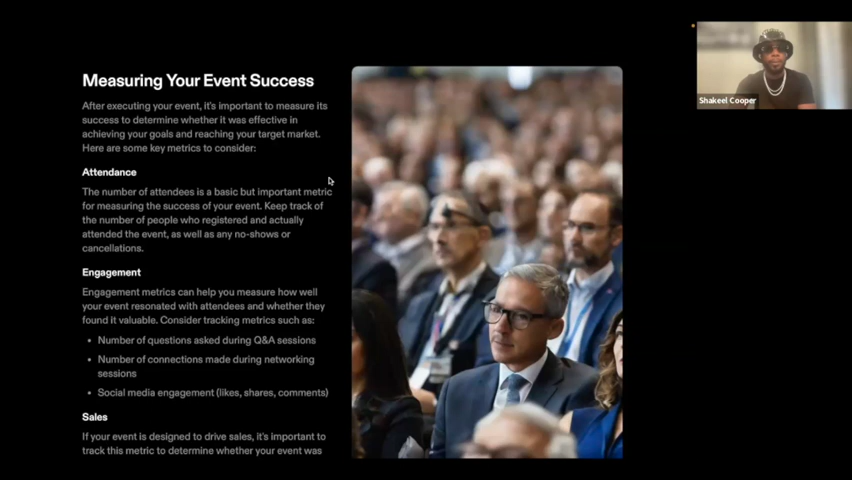 Measuring Your Event Success
After executing your event, it's important to measure its
success to determine whether it was effective in
achieving your goals and reaching your target market.
Here are some key metrics to consider:
Attendance
The number of attendees is a basic but important metric
for measuring the success of your event. Keep track of
the number of people who registered and actually
attended the event, as well as any no-shows or
cancellations.
Engagement
Engagement metrics can help you measure how well
your event resonated with attendees and whether they
found it valuable. Consider tracking metrics such as:
• Number of questions asked during Q&A sessions
• Number of connections made during networking
sessions
• Social media engagement (likes, shares, comments)
Sales
If your event is designed to drive sales, it's important to
track this metric to determine whether your event was
Shakeel Cooper